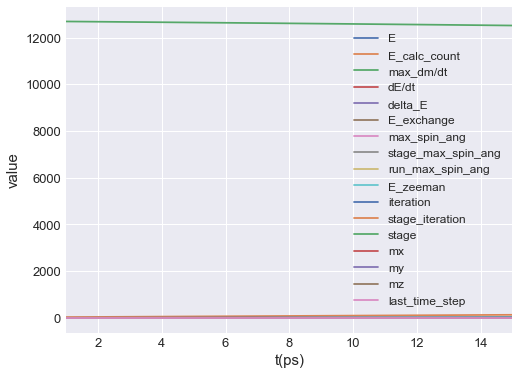 12000
10000
8000
6000
4000
2000
0
value
E
E_calc_count
max_dm/dt
dE/dt
delta_E
E_exchange
max_spin_ang
stage_max_spin_ang
run_max_spin_ang
E_zeeman
iteration
stage_iteration
stage
mx
my
mz
last_time_step
2 4 6 8 10 12 14
t(ps)